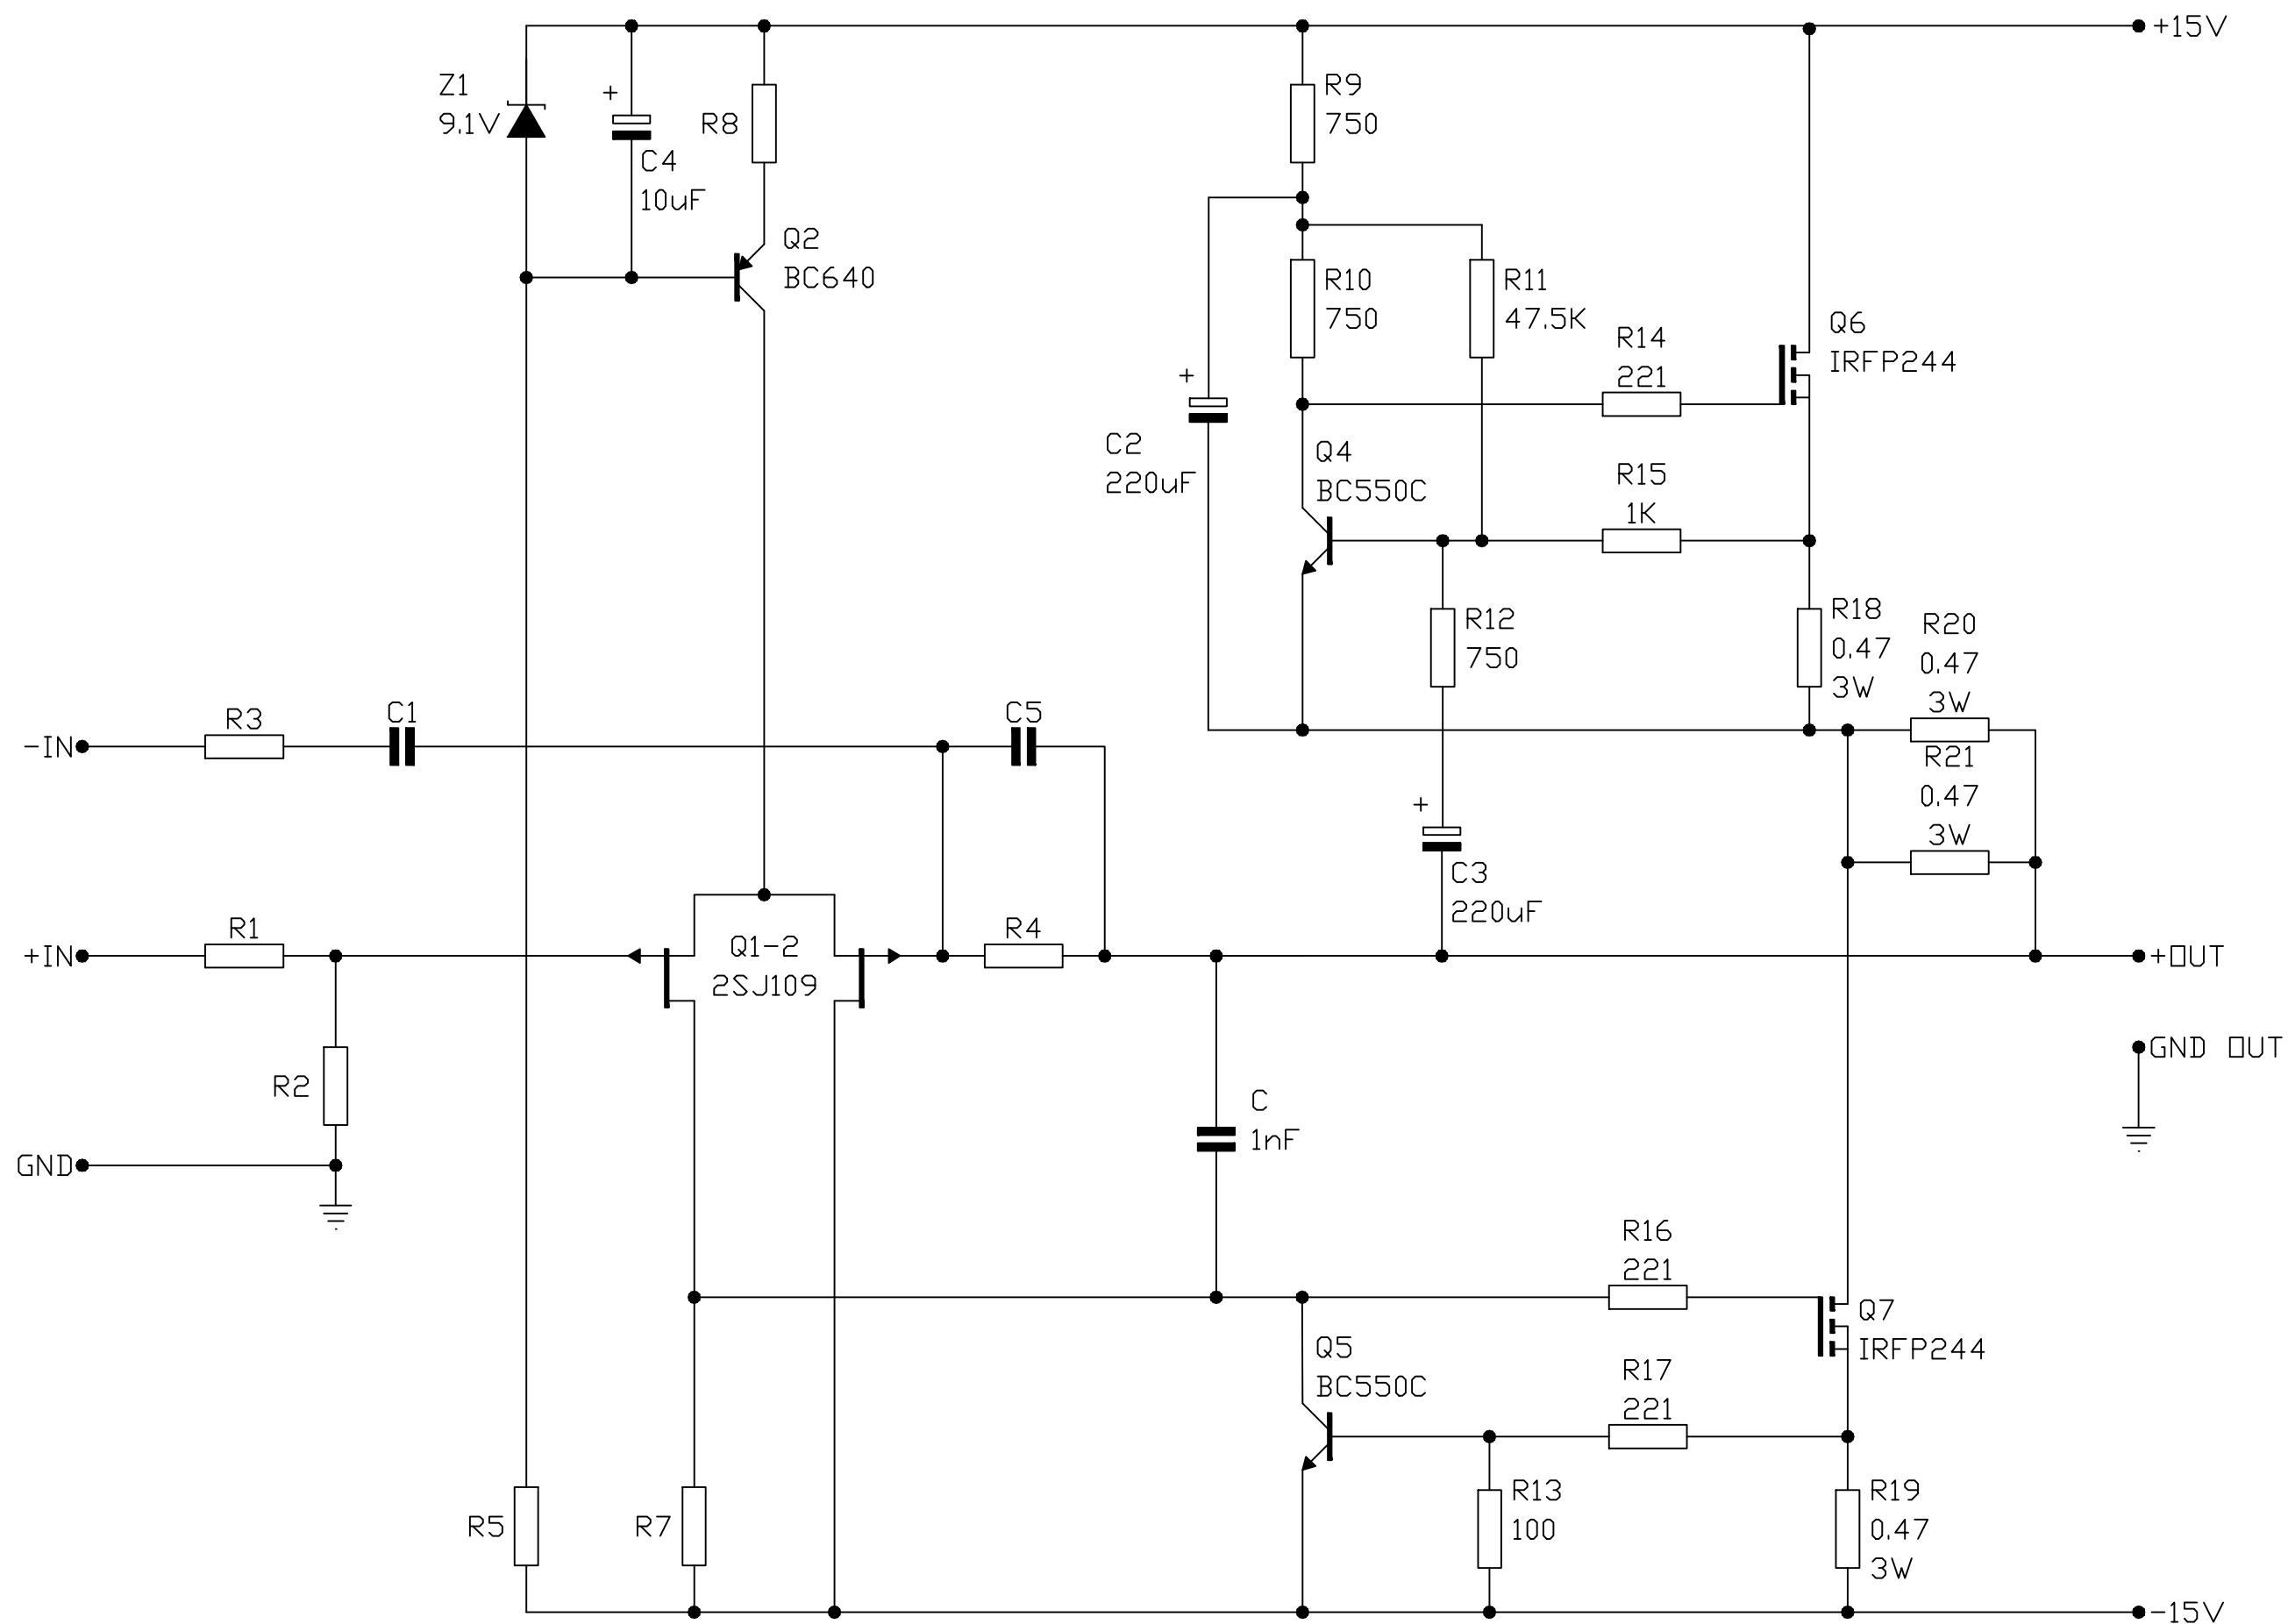 +15V
Z1
9.1V
+
C4
10uF
R8
Q2
BC640
R9
750
R10
750
R11
47.5K
R14
221
Q6
IRFP244
+
C2
220uF
Q4
BC550C
R15
1K
R12
750
R18
0.47
3W
R20
0.47
3W
R21
0.47
3W
-IN
R3
C1
C5
+
C3
220uF
+IN
R1
Q1-2
2SJ109
R4
+OUT
GND OUT
R2
GND
C
1nF
R16
221
Q7
IRFP244
Q5
BC550C
R17
221
R5
R7
R13
100
R19
0.47
3W
-15V